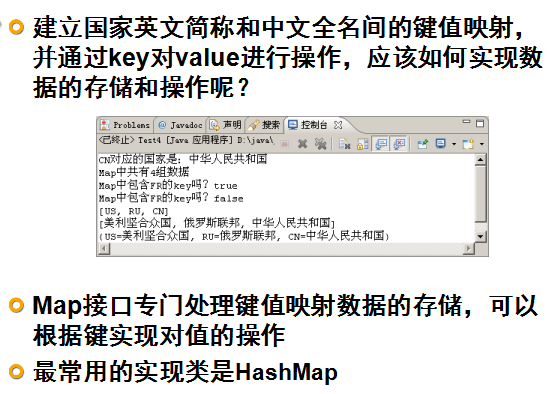 建立国家英文简称和中文全名间的键值映射，
并通过key对value进行操作，应该如何实现数
据的存储和操作呢？
Problems @ Javadoc 声明 搜索 控制台
<已终止> Test4 [Java 应用程序] D:\java\
CN对应的国家是：中华人民共和国
Map中共有4组数据
Map中包含FR的key吗？true
Map中包含FR的key吗？false
[US, RU, CN]
[美利坚合众国, 俄罗斯联邦, 中华人民共和国]
{US=美利坚合众国, RU=俄罗斯联邦, CN=中华人民共和国}
Map接口专门处理键值映射数据的存储，可以
根据键实现对值的操作
最常用的实现类是HashMap